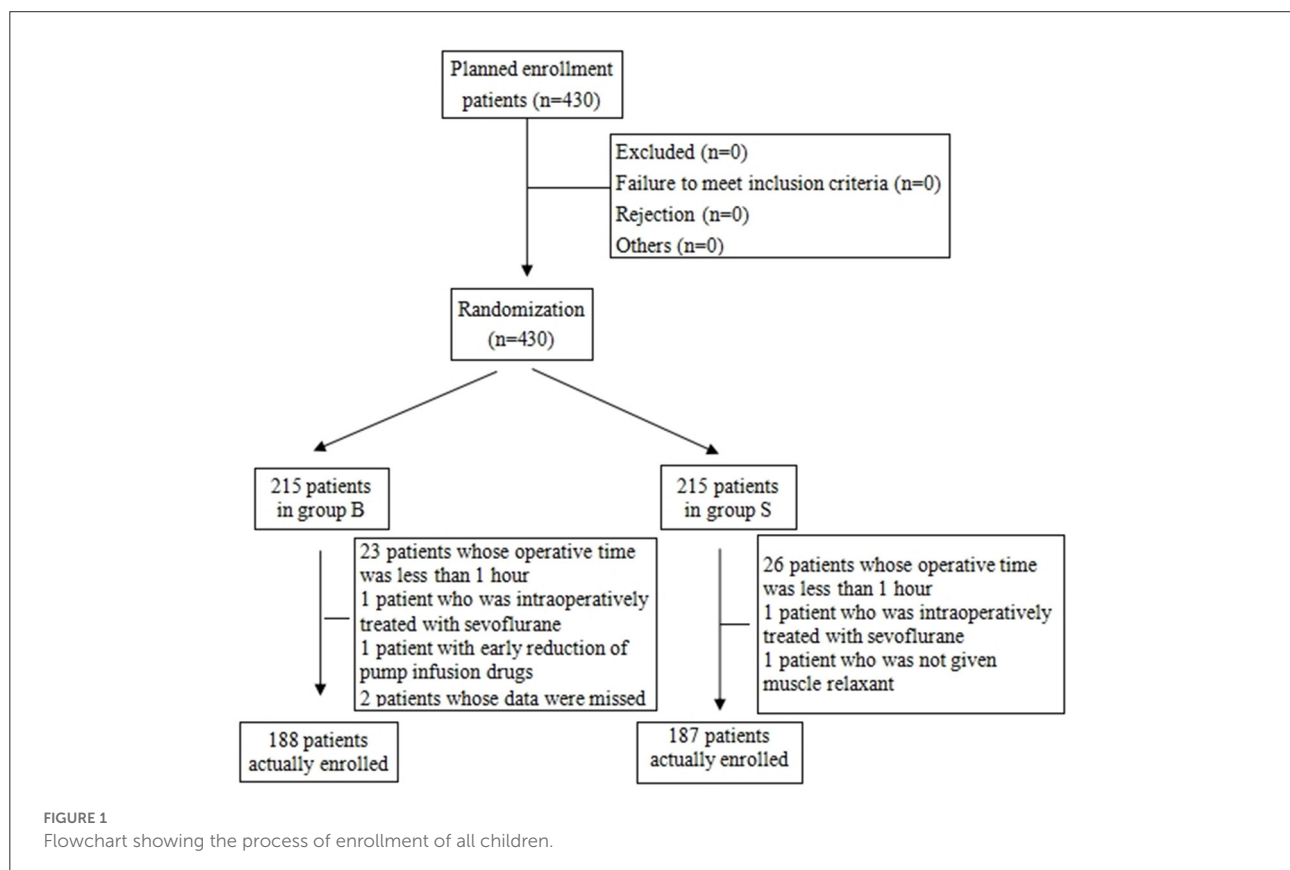 Planned enrollment
patients (n=430)
Excluded (n=0)
Failure to meet inclusion criteria (n=0)
Rejection (n=0)
Others (n=0)
Randomization
(n=430)
215 patients
in group B
215 patients
in group S
23 patients whose operative time
was less than 1 hour
1 patient who was intraoperatively
treated with sevoflurane
1 patient with early reduction of
pump infusion drugs
2 patients whose data were missed
26 patients whose operative time
was less than 1 hour
1 patient who was intraoperatively
treated with sevoflurane
1 patient who was not given
muscle relaxant
188 patients
actually enrolled
187 patients
actually enrolled
FIGURE 1
Flowchart showing the process of enrollment of all children.